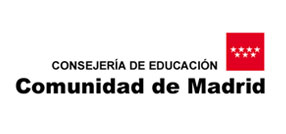 CONSEJERÍA DE EDUCACIÓN
Comunidad de Madrid